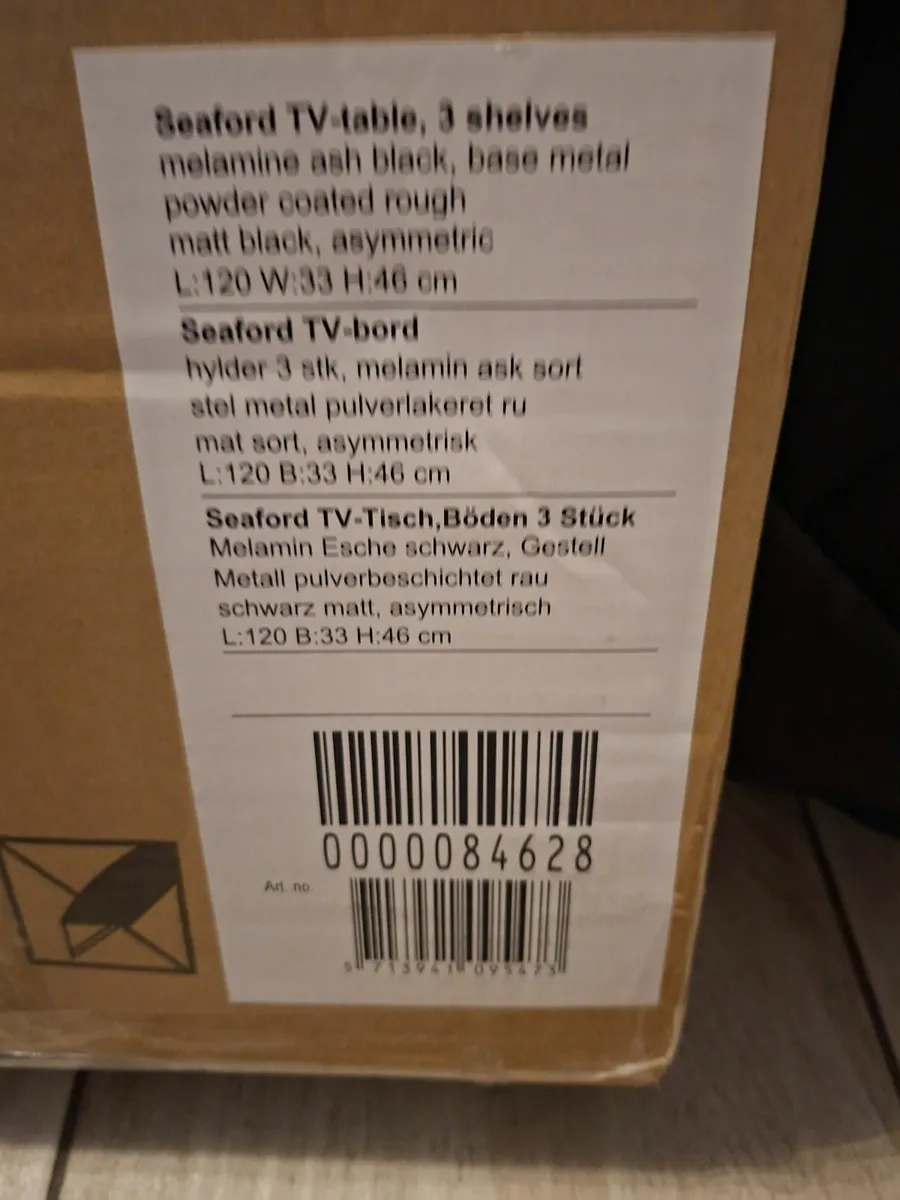 Seaford TV-table, 3 shelves
melamine ash black, base metal
powder coated rough
matt black, asymmetric
L:120 W:33 H:46 cm
Seaford TV-bord
hylder 3 stk, melamin ask sort
stel metal pulverlakeret ru
mat sort, asymmetrisk
L:120 B:33 H:46 cm
Seaford TV-Tisch,Böden 3 Stück
Melamin Esche schwarz, Gestell
Metall pulverbeschichtet rau
schwarz matt, asymmetrisch
L:120 B:33 H:46 cm
0000084628
Art. no.
5 713941 095473